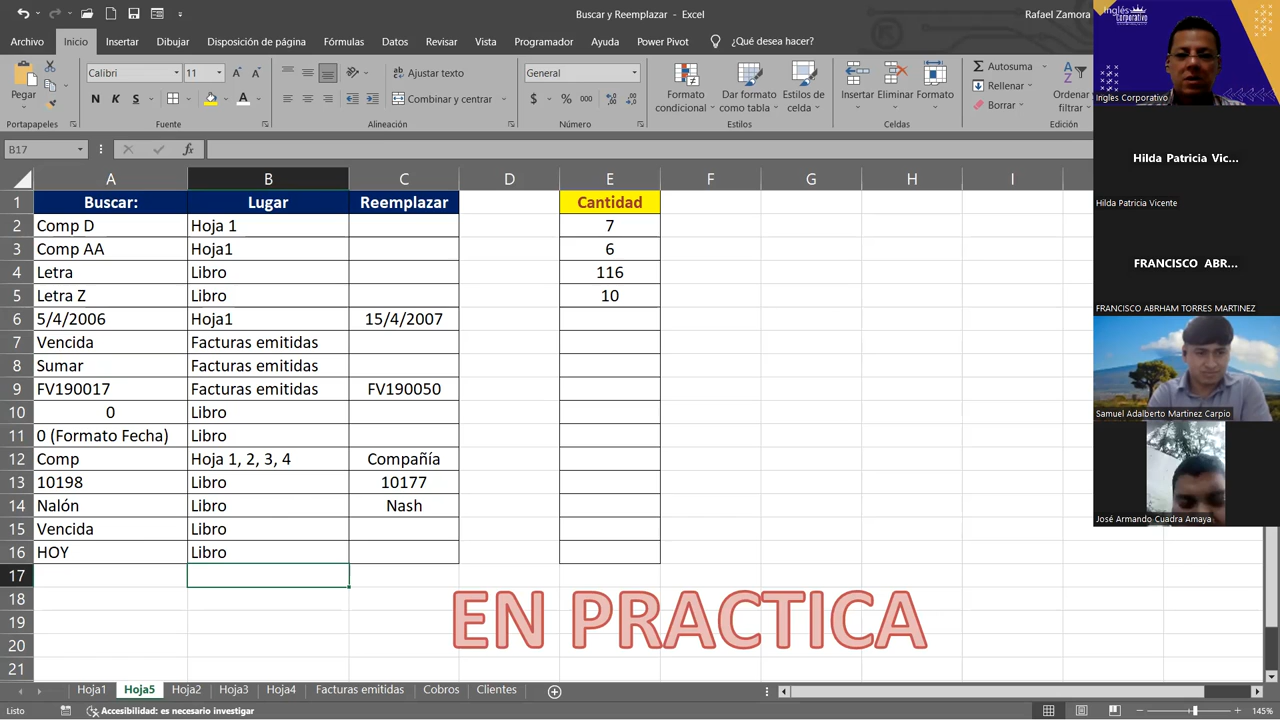 Buscar y Reemplazar - Excel
Rafael Zamora
Archivo Inicio Insertar Dibujar Disposición de página Fórmulas Datos Revisar Vista Programador Ayuda Power Pivot ¿Qué desea hacer?
Pegar
Calibri 11
N K S
Ajustar texto
Combinar y centrar
General
$ % 000
Formato condicional
Dar formato como tabla
Estilos de celda
Insertar Eliminar Formato
Autosuma
Rellenar
Borrar
Ordenar
filtrar
Portapapeles Fuente Alineación Número Estilos Celdas Edición
B17 fx
A B C D E F G H I
1 Buscar: Lugar Reemplazar Cantidad
2 Comp D Hoja 1 7
3 Comp AA Hoja1 6
4 Letra Libro 116
5 Letra Z Libro 10
6 5/4/2006 Hoja1 15/4/2007
7 Vencida Facturas emitidas
8 Sumar Facturas emitidas
9 FV190017 Facturas emitidas FV190050
10 0 Libro
11 0 (Formato Fecha) Libro
12 Comp Hoja 1, 2, 3, 4 Compañía
13 10198 Libro 10177
14 Nalón Libro Nash
15 Vencida Libro
16 HOY Libro
17
18
19
20
21
EN PRACTICA
Hoja1 Hoja5 Hoja2 Hoja3 Hoja4 Facturas emitidas Cobros Clientes
Listo Accesibilidad: es necesario investigar 145%
Inglés
Corporativo
Ingles Corporativo
Hilda Patricia Vic...
Hilda Patricia Vicente
FRANCISCO ABR...
FRANCISCO ABRHAM TORRES MARTINEZ
Samuel Adalberto Martinez Carpio
José Armando Cuadra Amaya